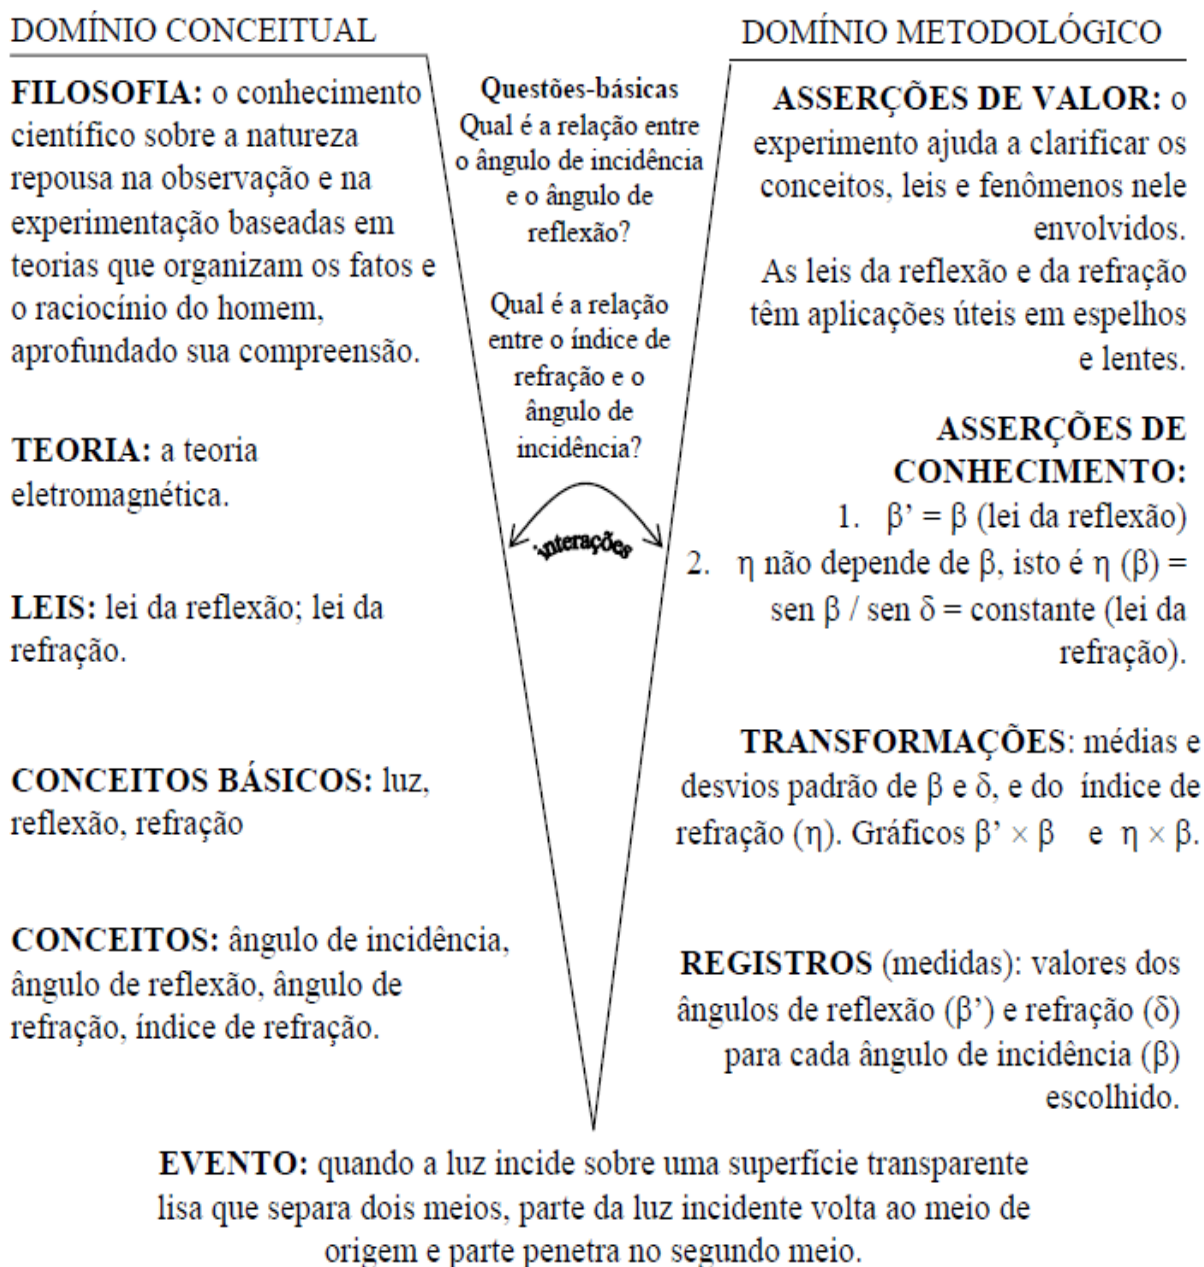 DOMÍNIO CONCEITUAL
FILOSOFIA: o conhecimento
científico sobre a natureza
repousa na observação e na
experimentação baseadas em
teorias que organizam os fatos e
o raciocínio do homem,
aprofundado sua compreensão.
TEORIA: a teoria
eletromagnética.
LEIS: lei da reflexão; lei da
refração.
CONCEITOS BÁSICOS: luz,
reflexão, refração
CONCEITOS: ângulo de incidência,
ângulo de reflexão, ângulo de
refração, índice de refração.
Questões-básicas
Qual é a relação entre
o ângulo de incidência
e o ângulo de
reflexão?
Qual é a relação
entre o índice de
refração e o
ângulo de
incidência?
interações
DOMÍNIO METODOLÓGICO
ASSERÇÕES DE VALOR: o
experimento ajuda a clarificar os
conceitos, leis e fenômenos nele
envolvidos.
As leis da reflexão e da refração
têm aplicações úteis em espelhos
e lentes.
ASSERÇÕES DE
CONHECIMENTO:
1. β’ = β (lei da reflexão)
2. η não depende de β, isto é η (β) =
sen β / sen δ = constante (lei da
refração).
TRANSFORMAÇÕES: médias e
desvios padrão de β e δ, e do índice de
refração (η). Gráficos β’ × β e η × β.
REGISTROS (medidas): valores dos
ângulos de reflexão (β’) e refração (δ)
para cada ângulo de incidência (β)
escolhido.
EVENTO: quando a luz incide sobre uma superfície transparente
lisa que separa dois meios, parte da luz incidente volta ao meio de
origem e parte penetra no segundo meio.